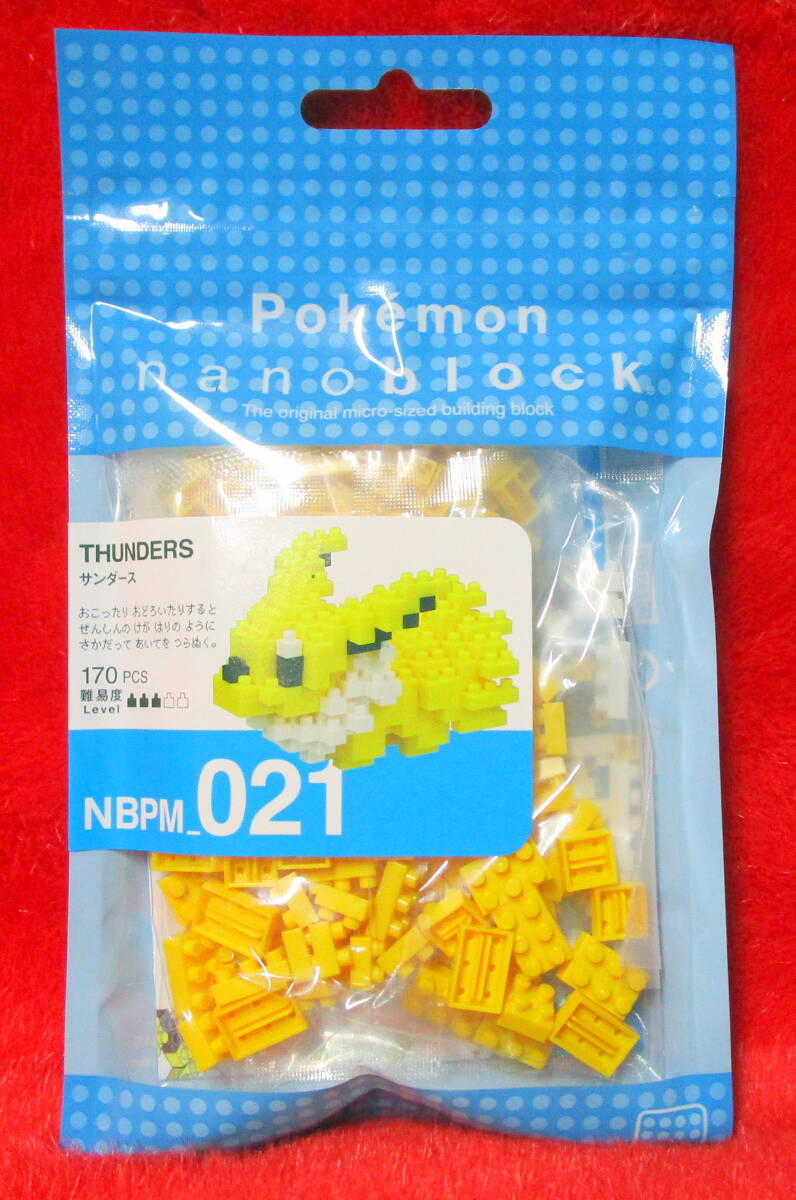 Pokémon
nanoblock
The original micro-sized building block
THUNDERS
サンダース
おこったり おどろいたりすると
ぜんしんの けが はりの ように
さかだって あいてを つらぬく。
170 PCS
難易度
Level
NBPM_021